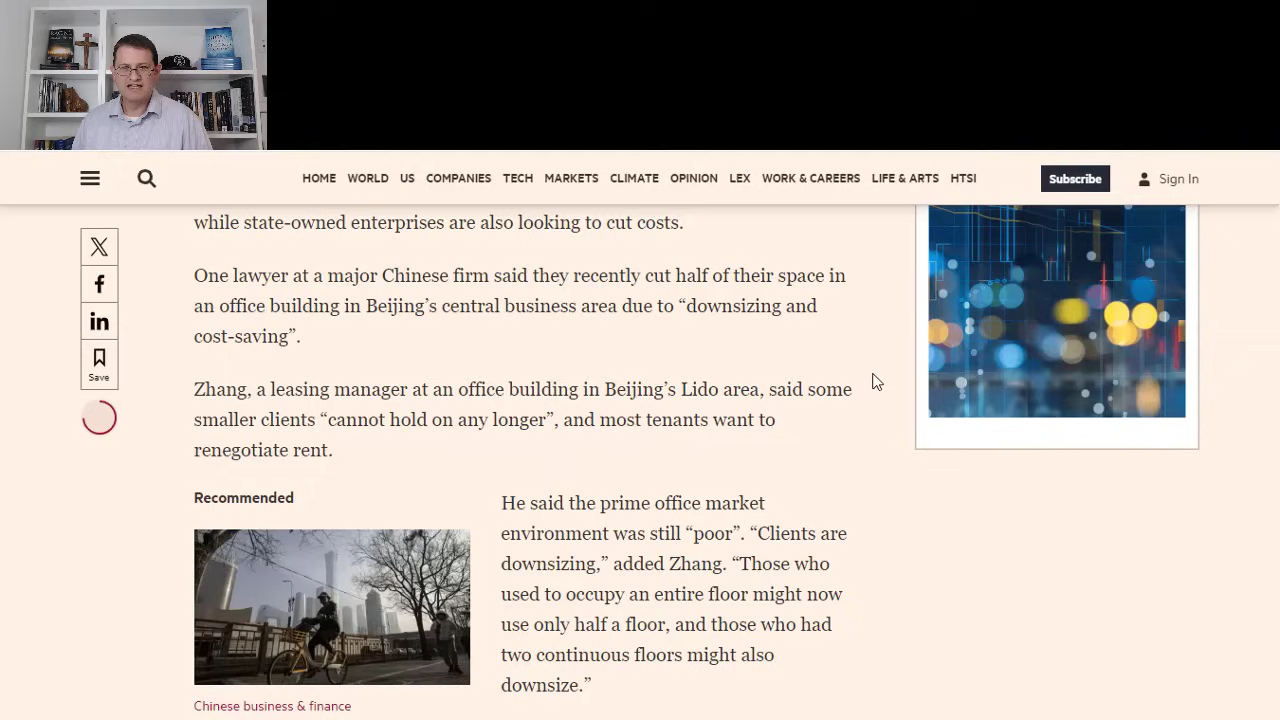 HOME WORLD US COMPANIES TECH MARKETS CLIMATE OPINION LEX WORK & CAREERS LIFE & ARTS HTSI
Subscribe
Sign In
while state-owned enterprises are also looking to cut costs.
One lawyer at a major Chinese firm said they recently cut half of their space in
an office building in Beijing’s central business area due to “downsizing and
cost-saving”.
Save
Zhang, a leasing manager at an office building in Beijing’s Lido area, said some
smaller clients “cannot hold on any longer”, and most tenants want to
renegotiate rent.
Recommended
Chinese business & finance
He said the prime office market
environment was still “poor”. “Clients are
downsizing,” added Zhang. “Those who
used to occupy an entire floor might now
use only half a floor, and those who had
two continuous floors might also
downsize.”